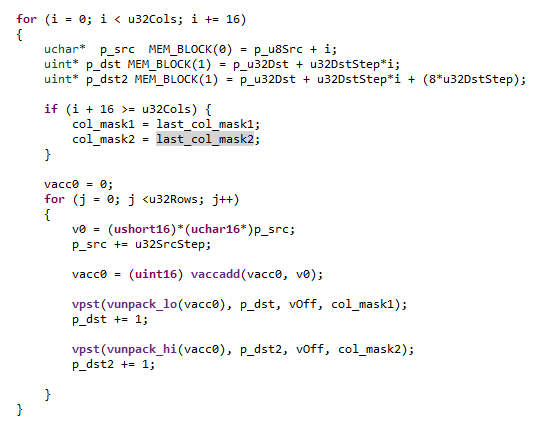 for (i = 0; i < u32Cols; i += 16)
{
    uchar*  p_src  MEM_BLOCK(0) = p_u8Src + i;
    uint* p_dst MEM_BLOCK(1) = p_u32Dst + u32DstStep*i;
    uint* p_dst2 MEM_BLOCK(1) = p_u32Dst + u32DstStep*i + (8*u32DstStep);

    if (i + 16 >= u32Cols) {
        col_mask1 = last_col_mask1;
        col_mask2 = last_col_mask2;
    }

    vacc0 = 0;
    for (j = 0; j <u32Rows; j++)
    {
        v0 = (ushort16)*(uchar16*)p_src;
        p_src += u32SrcStep;

        vacc0 = (uint16) vaccadd(vacc0, v0);

        vpst(vunpack_lo(vacc0), p_dst, vOff, col_mask1);
        p_dst += 1;

        vpst(vunpack_hi(vacc0), p_dst2, vOff, col_mask2);
        p_dst2 += 1;

    }
}